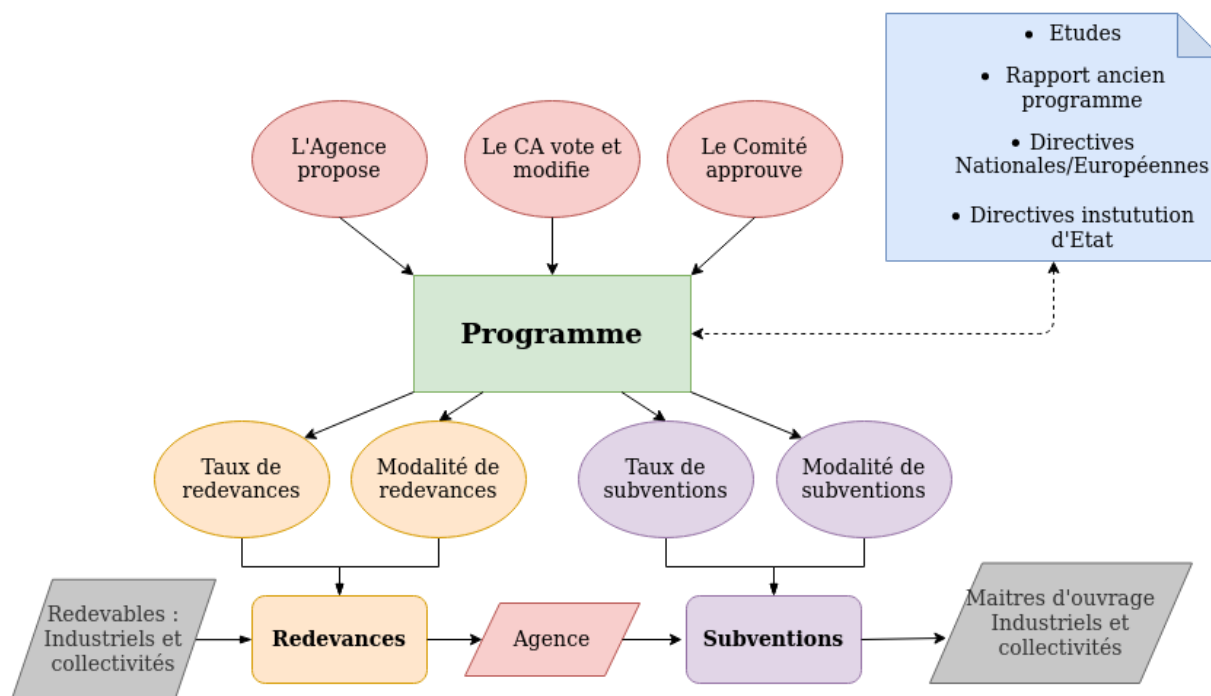 • Etudes
• Rapport ancien
programme
• Directives
Nationales/Européennes
• Directives instutution
d'Etat
L'Agence
propose
Le CA vote et
modifie
Le Comité
approuve
Programme
Taux de
redevances
Modalité de
redevances
Taux de
subventions
Modalité de
subventions
Redevables :
Industriels et
collectivités
Redevances
Agence
Subventions
Maitres d'ouvrage
Industriels et
collectivités